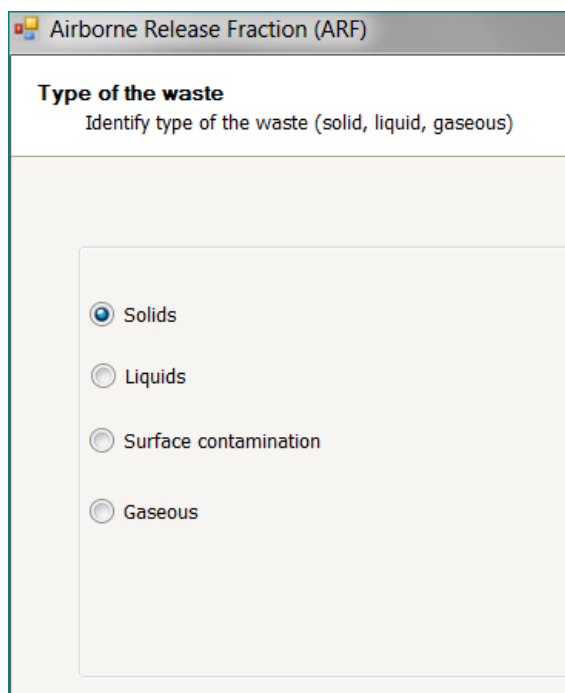 Airborne Release Fraction (ARF)
Type of the waste
Identify type of the waste (solid, liquid, gaseous)
Solids
Liquids
Surface contamination
Gaseous